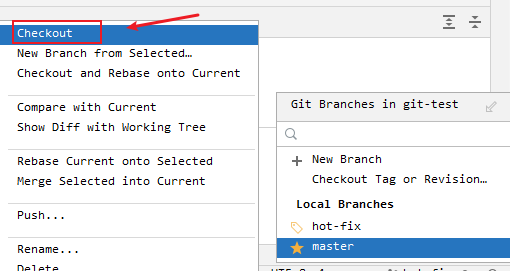 Checkout
New Branch from Selected…
Checkout and Rebase onto Current
Compare with Current
Show Diff with Working Tree
Rebase Current onto Selected
Merge Selected into Current
Push...
Rename...
Delete
Git Branches in git-test
New Branch
Checkout Tag or Revision…
Local Branches
hot-fix
master